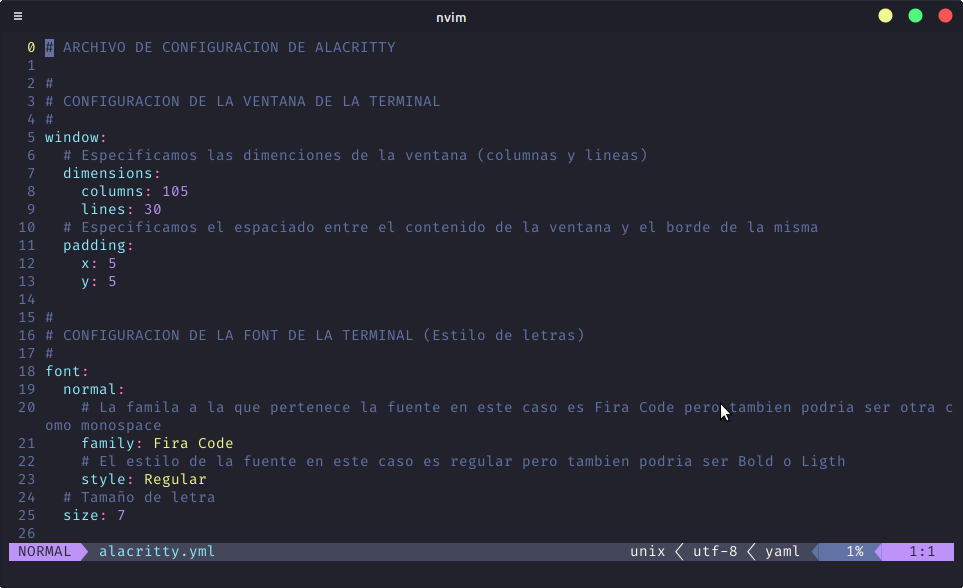 nvim
0 # ARCHIVO DE CONFIGURACION DE ALACRITTY
1
2 #
3 # CONFIGURACION DE LA VENTANA DE LA TERMINAL
4 #
5 window:
6   # Especificamos las dimenciones de la ventana (columnas y lineas)
7   dimensions:
8     columns: 105
9     lines: 30
10   # Especificamos el espaciado entre el contenido de la ventana y el borde de la misma
11   padding:
12     x: 5
13     y: 5
14
15 #
16 # CONFIGURACION DE LA FONT DE LA TERMINAL (Estilo de letras)
17 #
18 font:
19   normal:
20     # La famila a la que pertenece la fuente en este caso es Fira Code pero tambien podria ser otra c
omo monospace
21     family: Fira Code
22     # El estilo de la fuente en este caso es regular pero tambien podria ser Bold o Ligth
23     style: Regular
24   # Tamaño de letra
25   size: 7
26
NORMAL alacritty.yml unix utf-8 yaml 1% 1:1